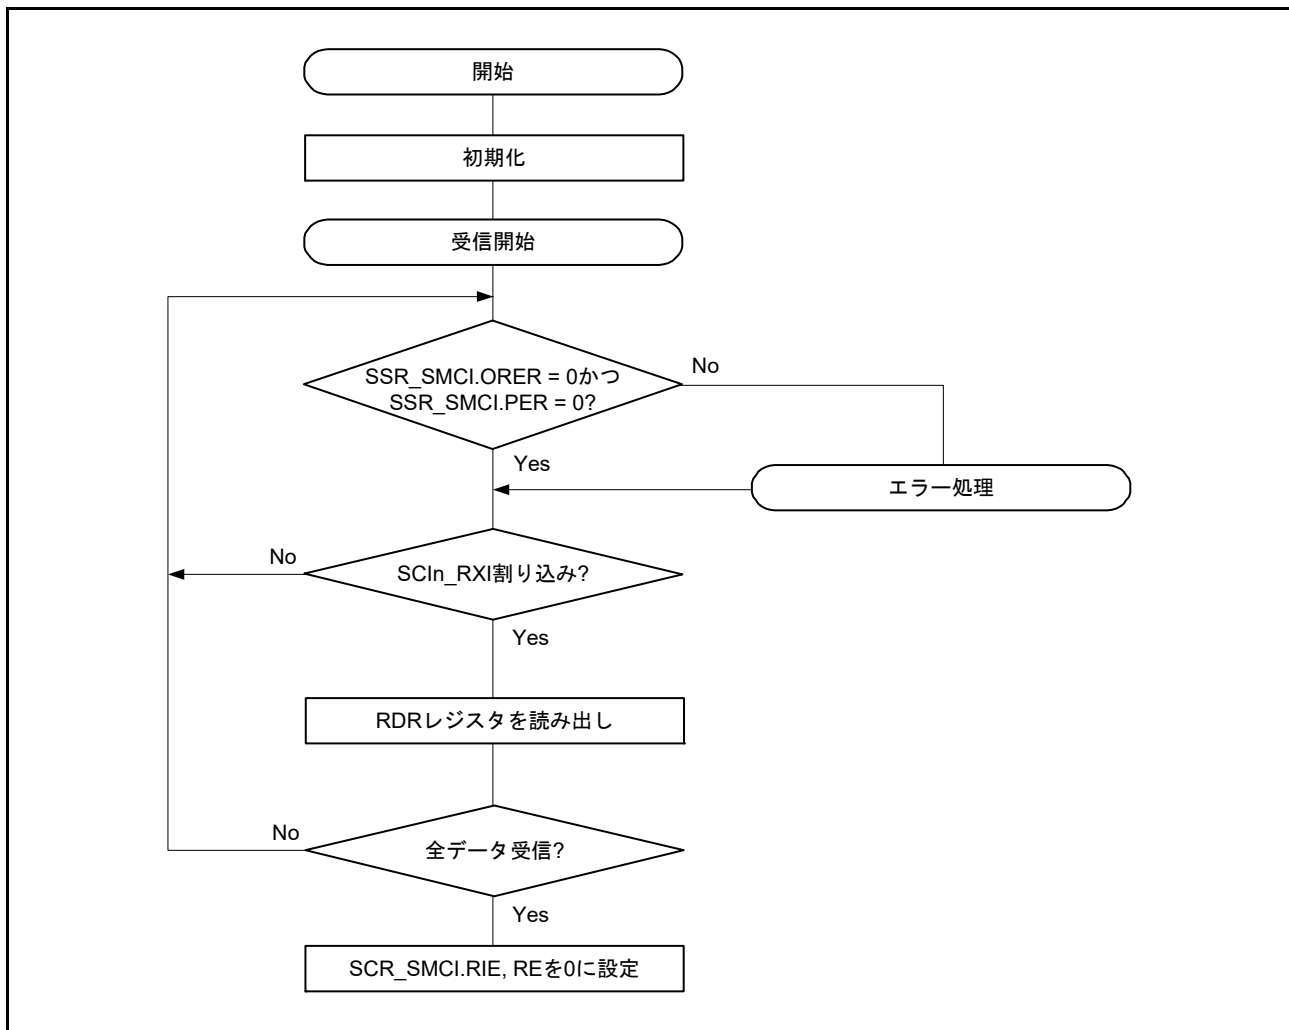 開始
初期化
受信開始
SSR_SMCI.ORER = 0かつ
SSR_SMCI.PER = 0?
No
Yes
エラー処理
No
SCIn_RXI割り込み?
Yes
RDRレジスタを読み出し
No
全データ受信?
Yes
SCR_SMCI.RIE, REを0に設定